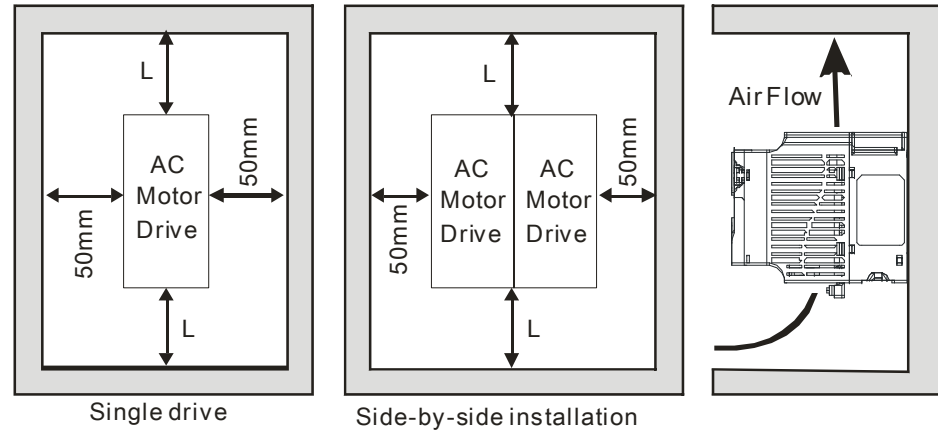 L
AC
Motor
Drive
50mm
50mm
L
Single drive
L
AC
Motor
Drive
AC
Motor
Drive
50mm
50mm
L
Side-by-side installation
Air Flow